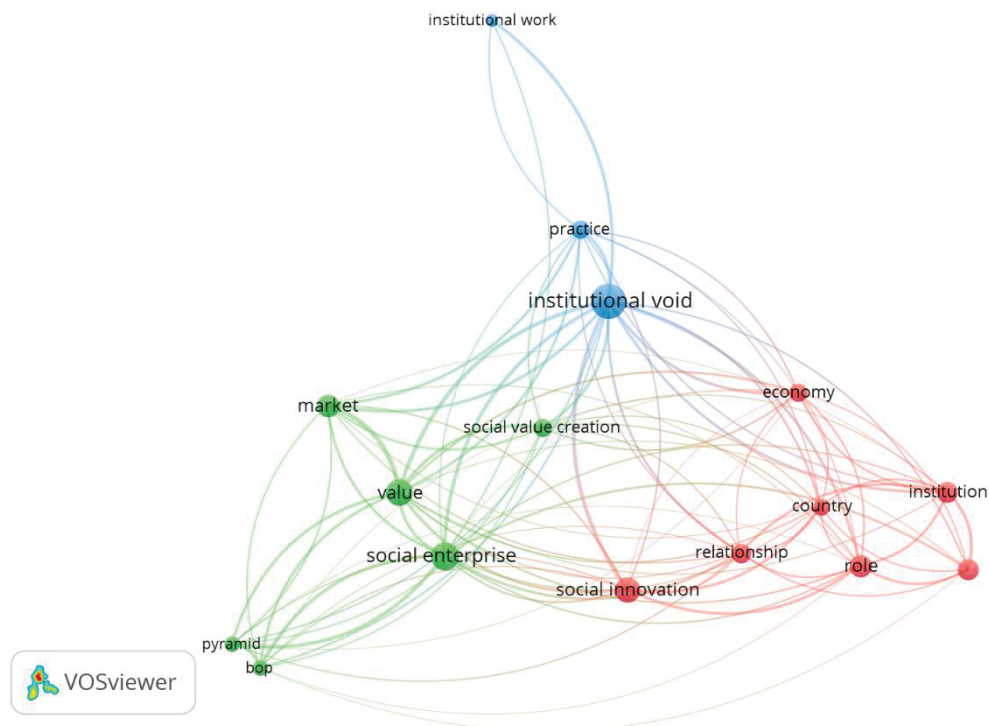 institutional work
practice
institutional void
economy
market
social value creation
value
institution
country
relationship
social enterprise
role
social innovation
pyramid
bop
VOSviewer